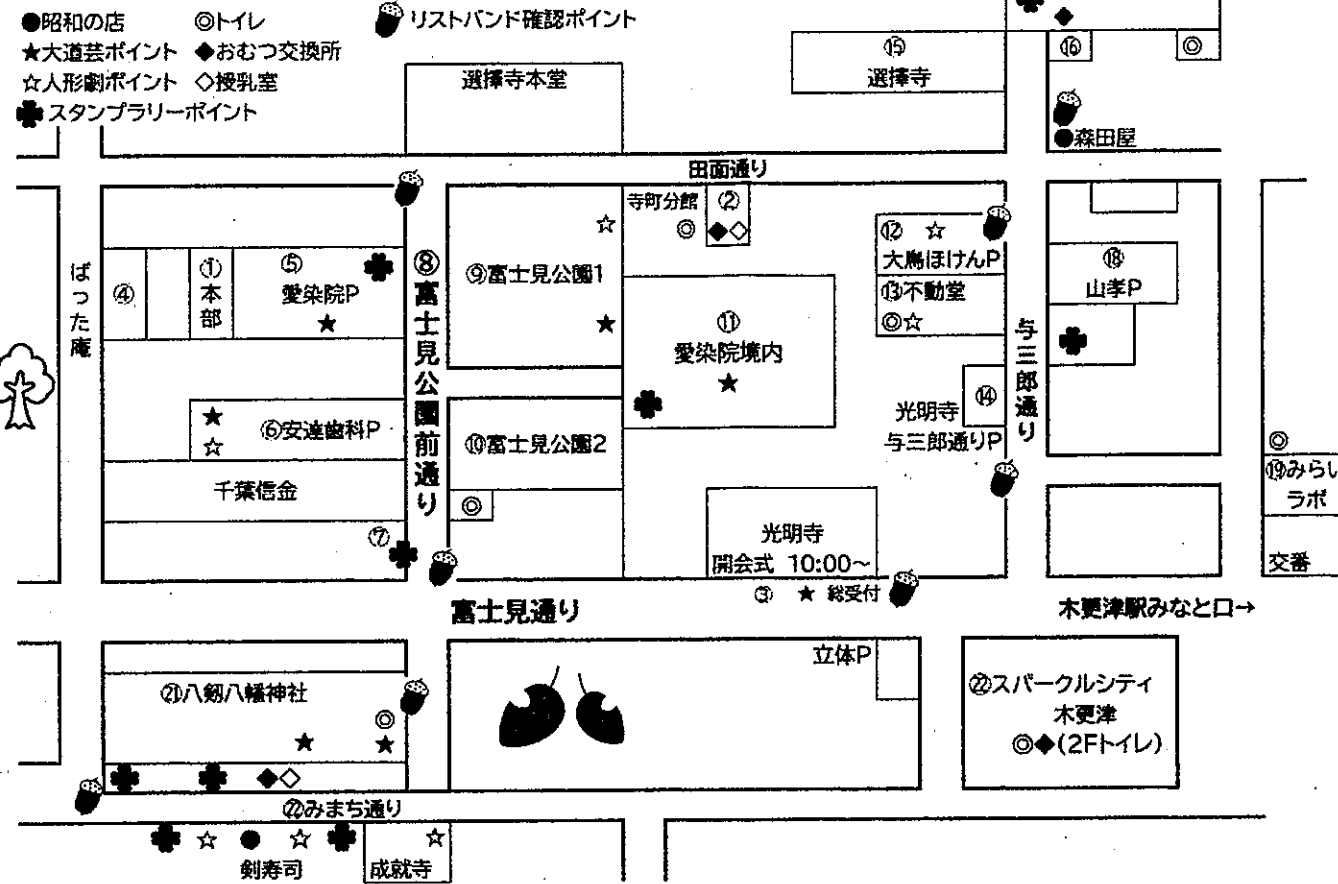 ●昭和の店 ◎トイレ リストバンド確認ポイント
★大道芸ポイント ◆おむつ交換所
☆人形劇ポイント ◇授乳室
スタンプラリーポイント
選擇寺本堂
⑮
選擇寺
⑯ ◎
●森田屋
田面通り
寺町分館 ②
◎ ◆◇
ばった庵
④
①本部
⑤
愛染院P
★
⑧富士見公園前通り
☆
⑨富士見公園1
★
⑪
愛染院境内
★
⑫ ☆
大鳥ほけんP
⑬不動堂
◎☆
与三郎通り
⑱
山孝P
⑭
光明寺
与三郎通りP
★
⑥安達歯科P
☆
⑩富士見公園2
◎
千葉信金
⑦
◎
⑲みらい
ラボ
交番
光明寺
開会式 10:00～
③ ★ 総受付
富士見通り
木更津駅みなと口→
立体P
㉑八剱八幡神社
◎
★ ★
◆◇
㉒スパークルシティ
木更津
◎◆(2Fトイレ)
㉒みまち通り
☆ ● ☆ ☆
剣寿司
成就寺